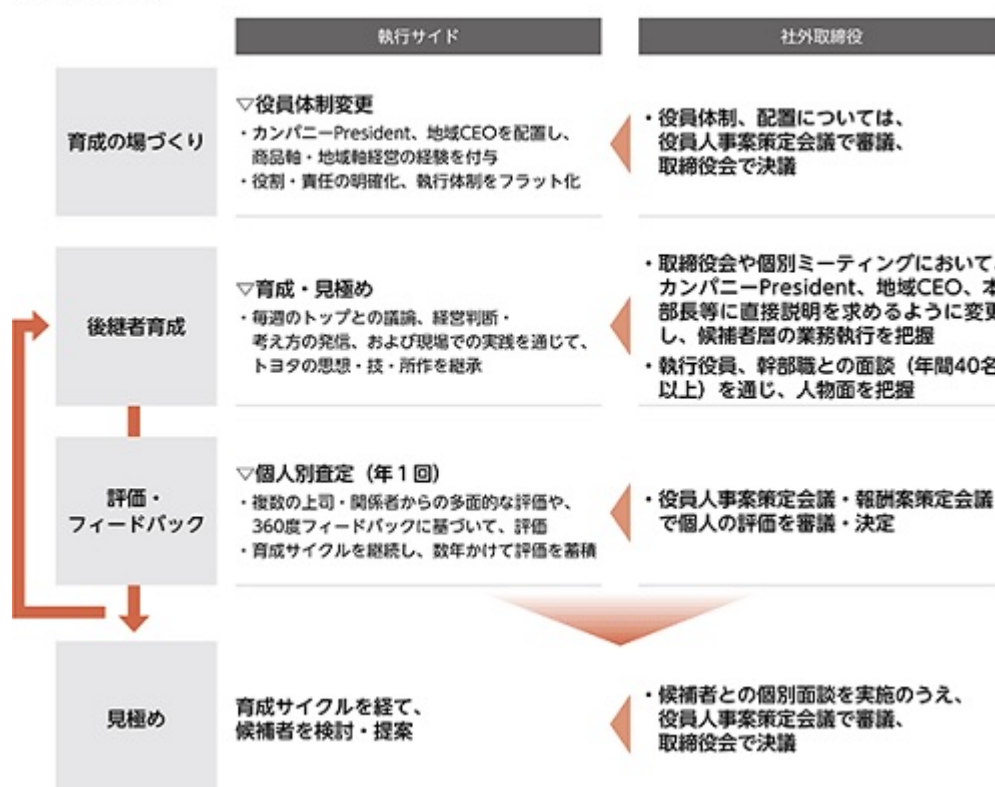 執行サイド
社外取締役
育成の場づくり
▽役員体制変更
・カンパニーPresident、地域CEOを配置し、
商品軸・地域軸経営の経験を付与
・役割・責任の明確化、執行体制をフラット化
・役員体制、配置については、
役員人事案策定会議で審議、
取締役会で決議
後継者育成
▽育成・見極め
・毎週のトップとの議論、経営判断・
考え方の発信、および現場での実践を通じて、
トヨタの思想・技・所作を継承
・取締役会や個別ミーティングにおいて、
カンパニーPresident、地域CEO、本
部長等に直接説明を求めるように変更
し、候補者層の業務執行を把握
・執行役員、幹部職との面談（年間40名
以上）を通じ、人物面を把握
評価・
フィードバック
▽個人別査定（年1回）
・複数の上司・関係者からの多面的な評価や、
360度フィードバックに基づいて、評価
・育成サイクルを継続し、数年かけて評価を蓄積
・役員人事案策定会議・報酬案策定会議
で個人の評価を審議・決定
見極め
育成サイクルを経て、
候補者を検討・提案
・候補者との個別面談を実施のうえ、
役員人事案策定会議で審議、
取締役会で決議